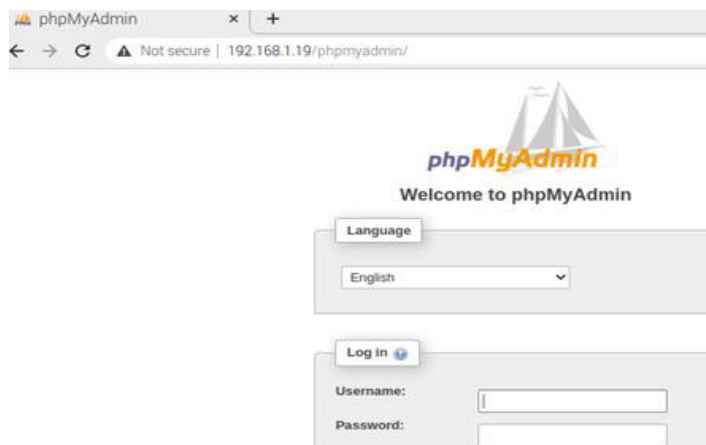 phpMyAdmin
Not secure | 192.168.1.19/phpmyadmin/
phpMyAdmin
Welcome to phpMyAdmin
Language
English
Log in
Username:
Password: